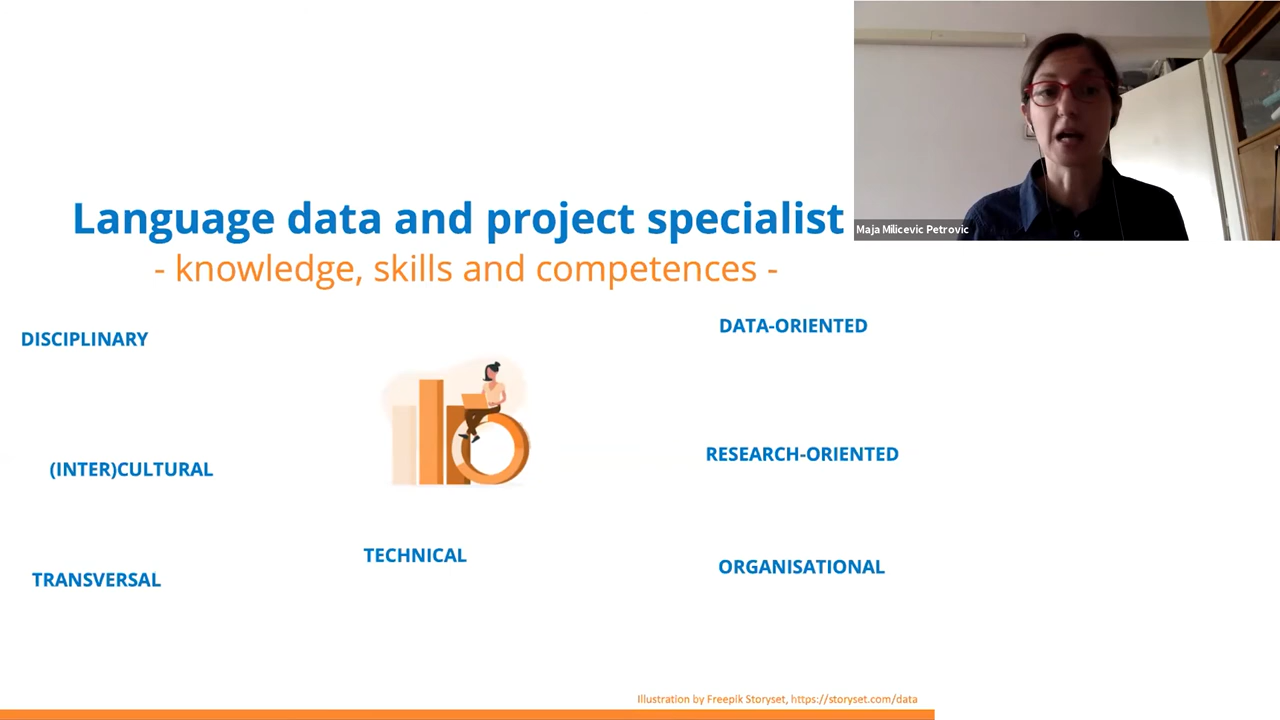 Maja Milicevic Petrovic
Language data and project specialist
- knowledge, skills and competences -
DISCIPLINARY
DATA-ORIENTED
(INTER)CULTURAL
RESEARCH-ORIENTED
TECHNICAL
TRANSVERSAL
ORGANISATIONAL
Illustration by Freepik Storyset, https://storyset.com/data